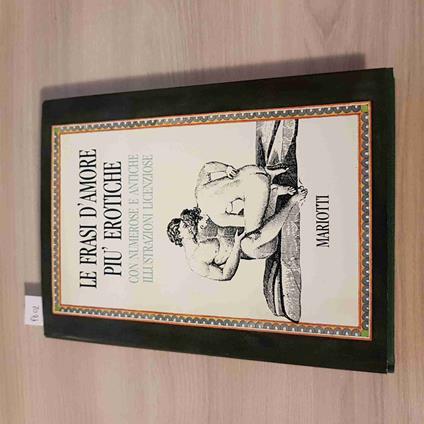 LE FRASI D'AMORE
PIU' EROTICHE
CON NUMEROSE E ANTICHE
ILLUSTRAZIONI LICENZIOSE
MARIOTTI